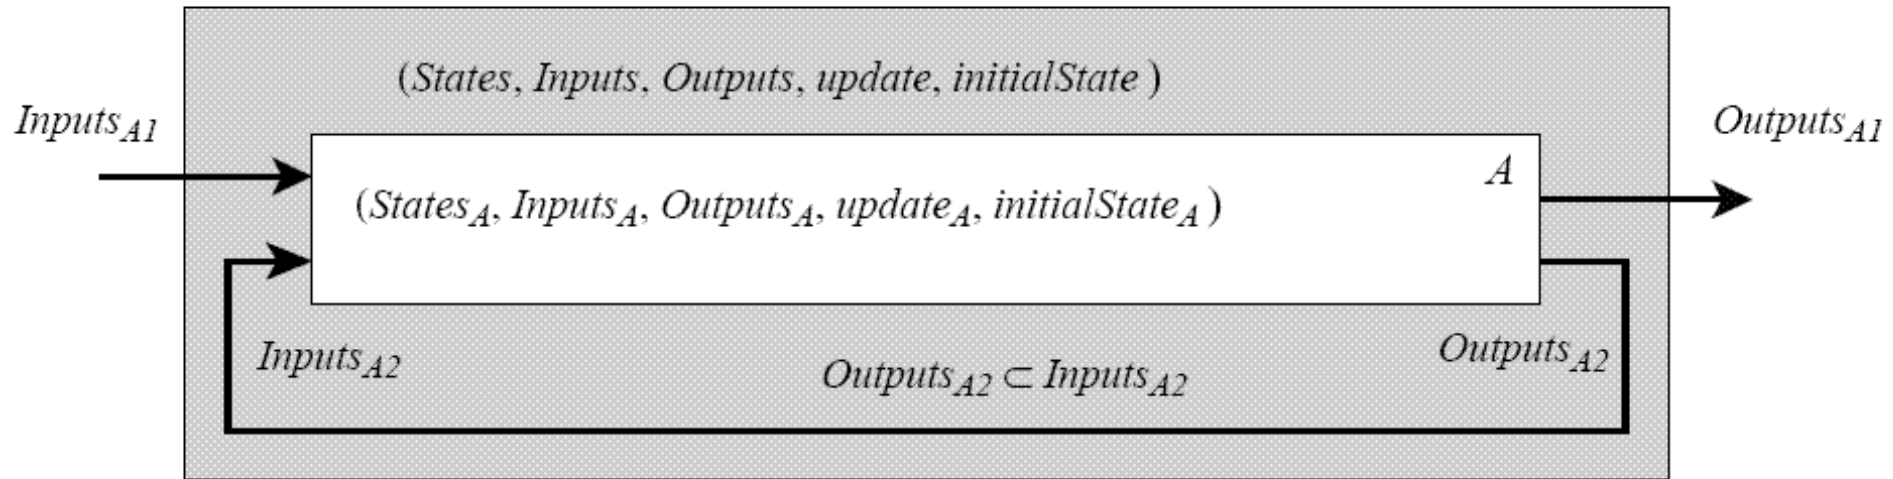 (States, Inputs, Outputs, update, initialState )
Inputs_A1
Outputs_A1
A
(States_A, Inputs_A, Outputs_A, update_A, initialState_A )
Inputs_A2
Outputs_A2 ⊂ Inputs_A2
Outputs_A2